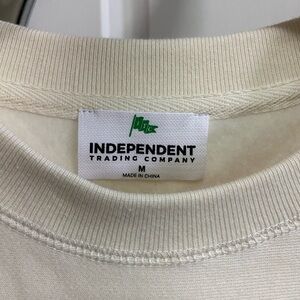 INDEPENDENT
TRADING COMPANY
M
MADE IN CHINA